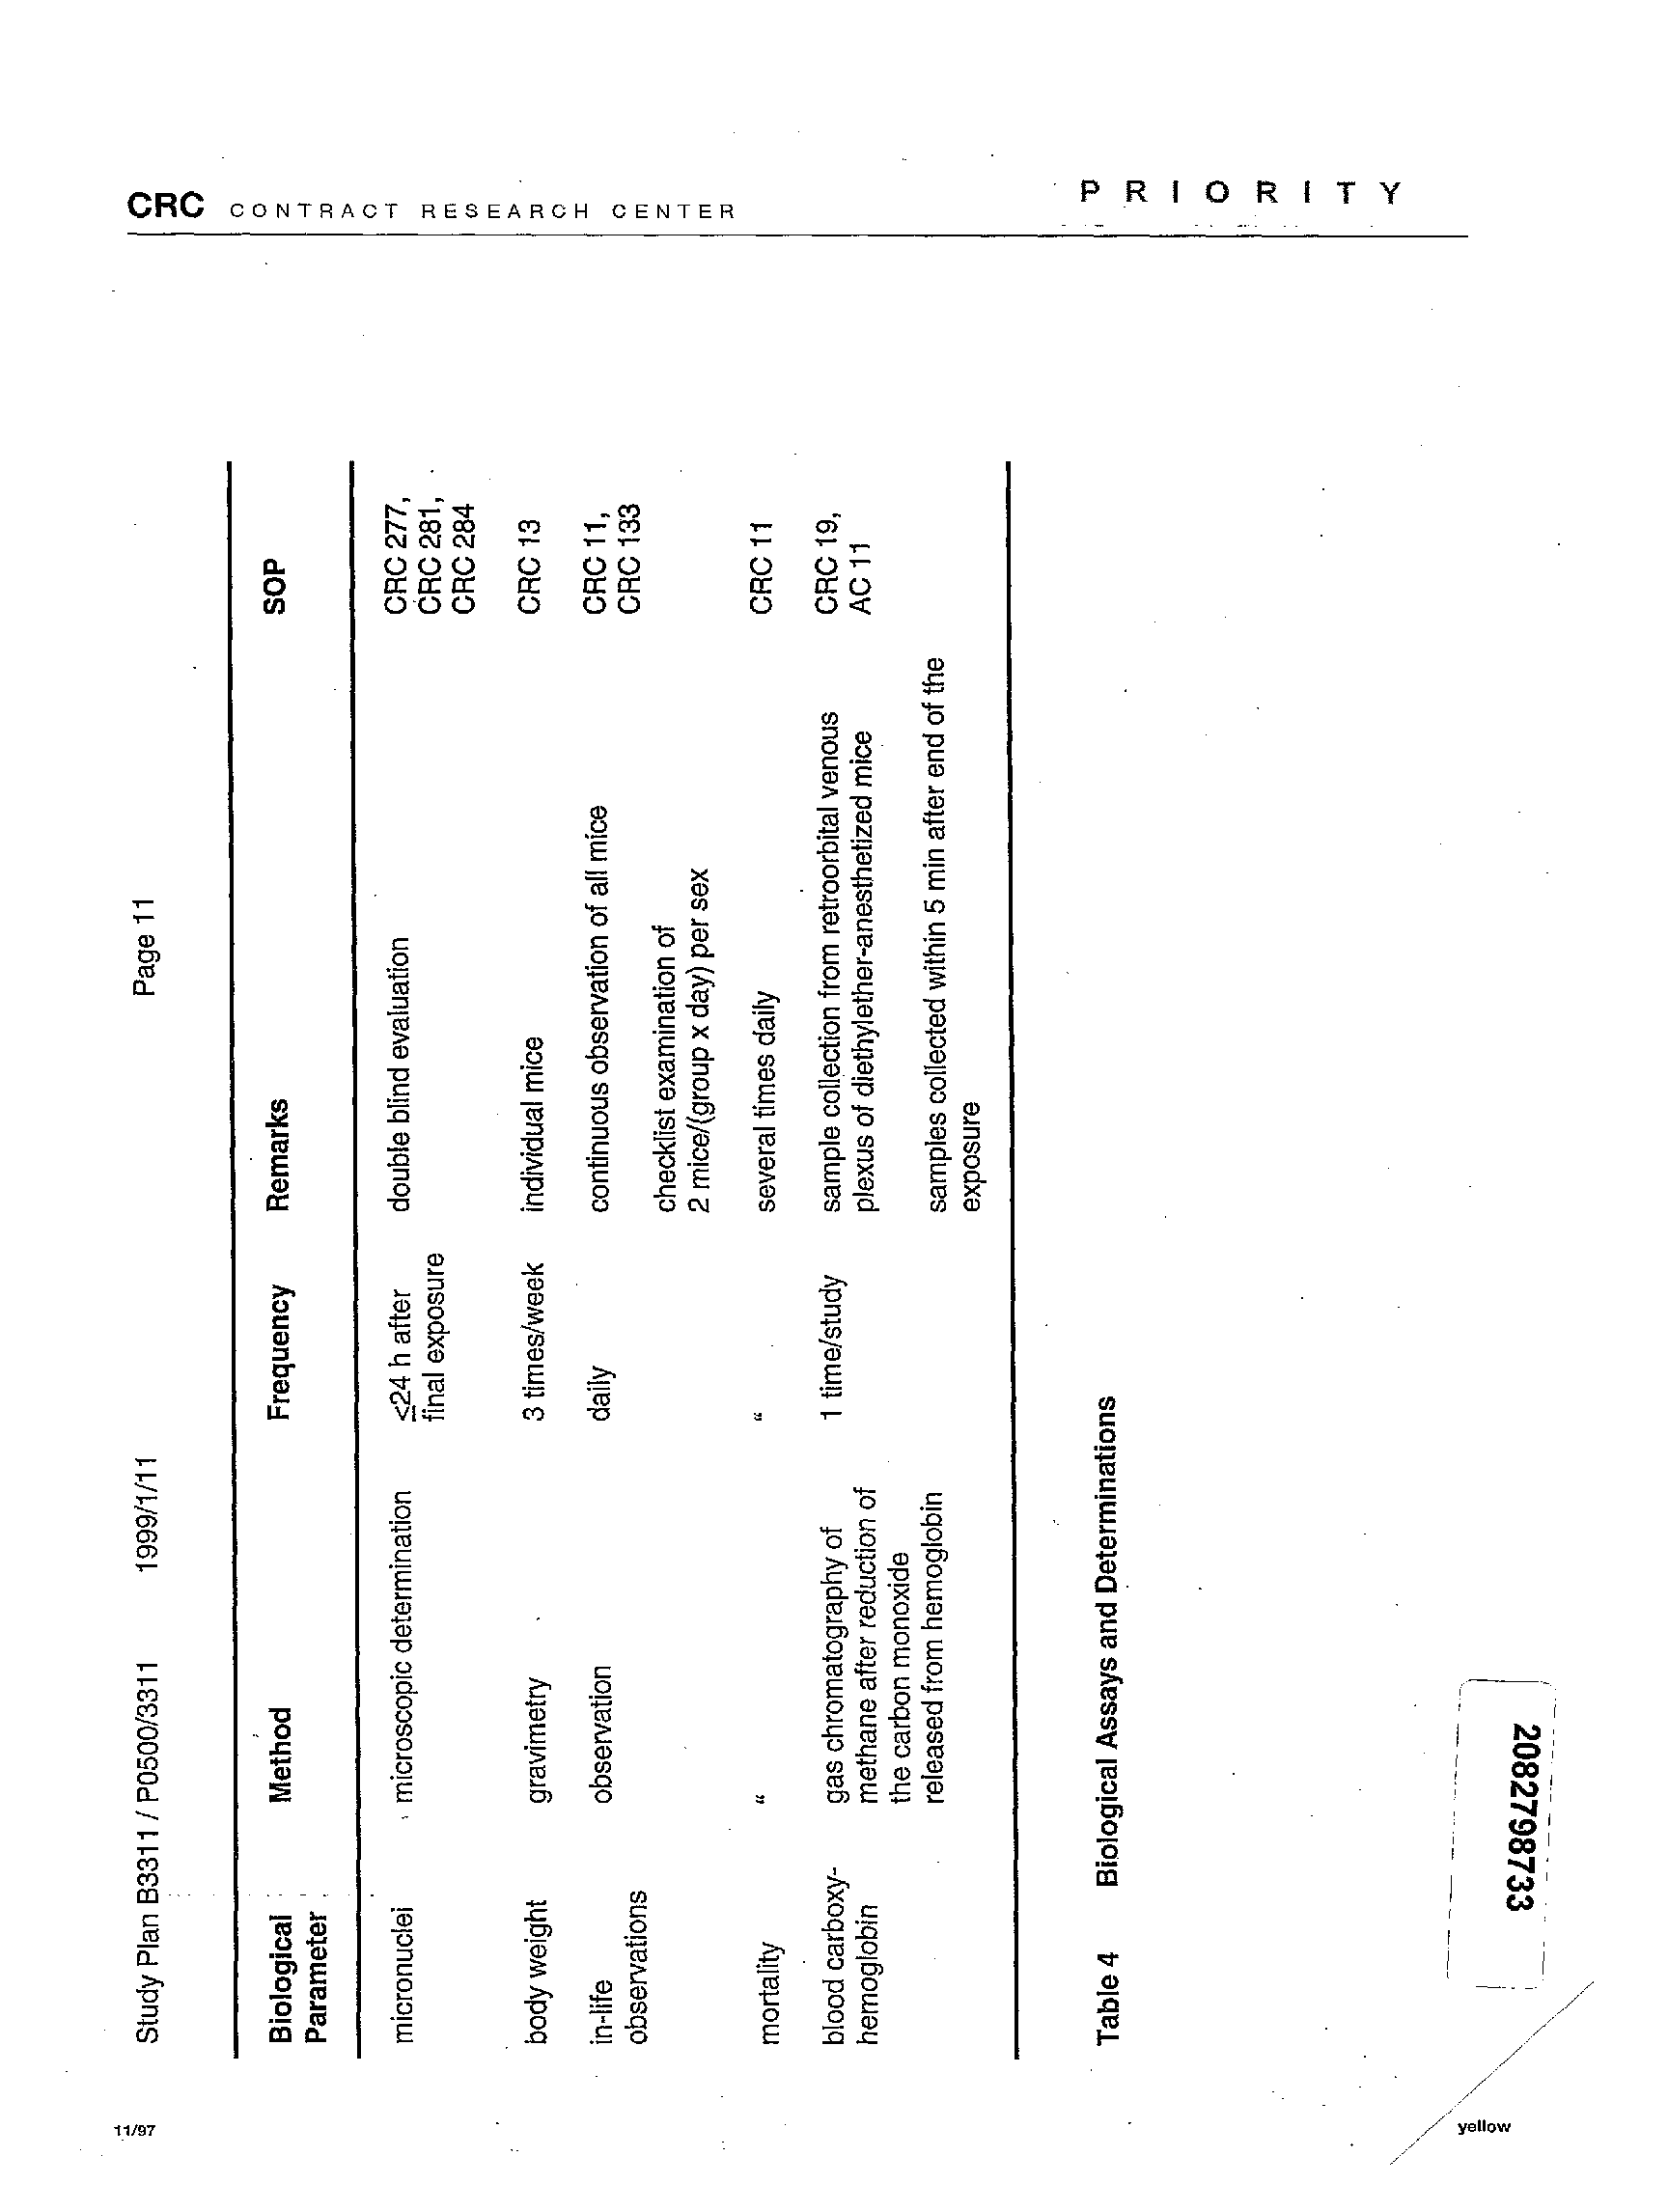 CRC CONTRACT RESEARCH CENTER
PRIORITY
Study Plan B3311 / P0500/3311 1999/1/11 Page 11
Biological Parameter Method Frequency Remarks SOP
micronuclei microscopic determination ≤24 h after double blind evaluation CRC 277,
final exposure CRC 281,
CRC 284
body weight gravimetry 3 times/week individual mice CRC 13
in-life observation daily continuous observation of all mice CRC 11,
observations CRC 133
checklist examination of
2 mice/(group x day) per sex
mortality “ “ several times daily CRC 11
blood carboxy- gas chromatography of 1 time/study sample collection from retroorbital venous CRC 19,
hemoglobin methane after reduction of plexus of diethylether-anesthetized mice AC 11
the carbon monoxide
released from hemoglobin samples collected within 5 min after end of the
exposure
Table 4 Biological Assays and Determinations
2082798733
11/97
yellow